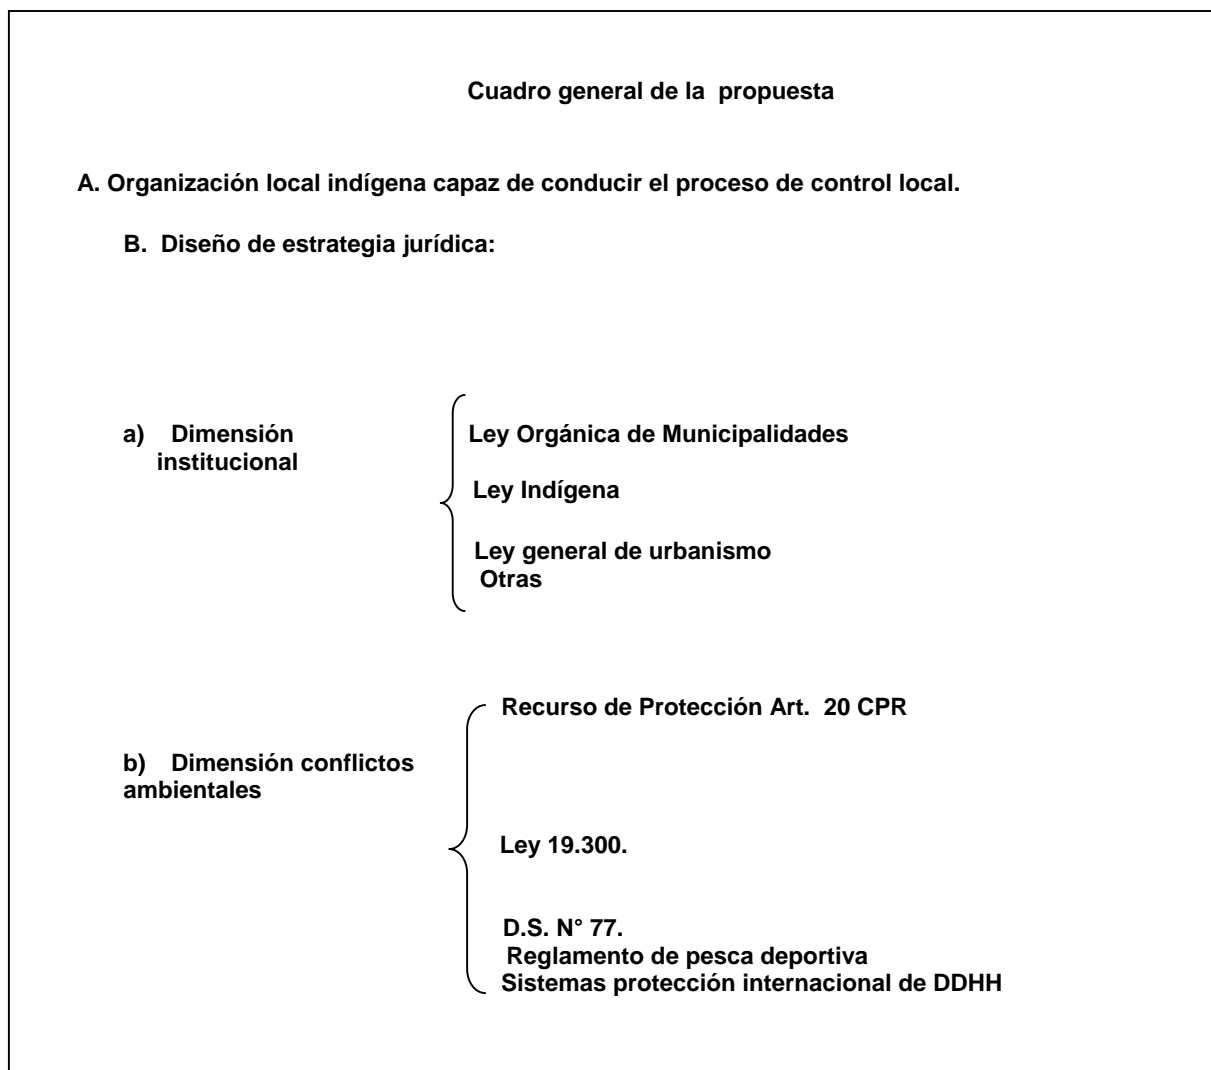 Cuadro general de la propuesta
A. Organización local indígena capaz de conducir el proceso de control local.
B. Diseño de estrategia jurídica:
a) Dimensión
institucional
Ley Orgánica de Municipalidades
Ley Indígena
Ley general de urbanismo
Otras
b) Dimensión conflictos
ambientales
Recurso de Protección Art. 20 CPR
Ley 19.300.
D.S. N° 77.
Reglamento de pesca deportiva
Sistemas protección internacional de DDHH